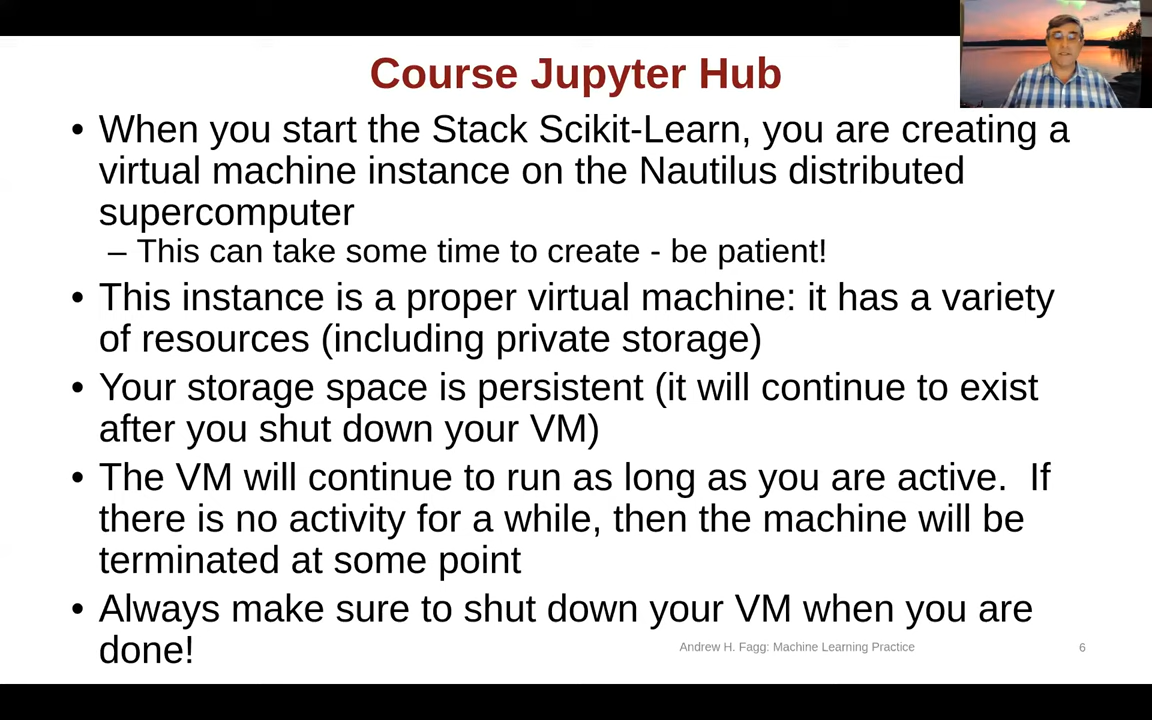 Course Jupyter Hub
• When you start the Stack Scikit-Learn, you are creating a
virtual machine instance on the Nautilus distributed
supercomputer
– This can take some time to create - be patient!
• This instance is a proper virtual machine: it has a variety
of resources (including private storage)
• Your storage space is persistent (it will continue to exist
after you shut down your VM)
• The VM will continue to run as long as you are active.  If
there is no activity for a while, then the machine will be
terminated at some point
• Always make sure to shut down your VM when you are
done!
Andrew H. Fagg: Machine Learning Practice
6